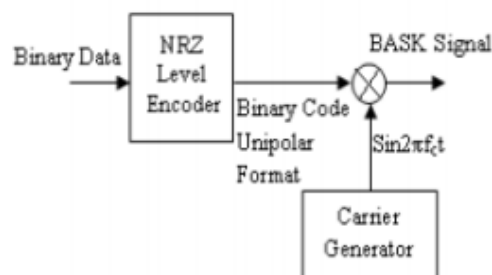 Binary Data
NRZ
Level
Encoder
Binary Code
Unipolar
Format
BASK Signal
Sin2πfct
Carrier
Generator